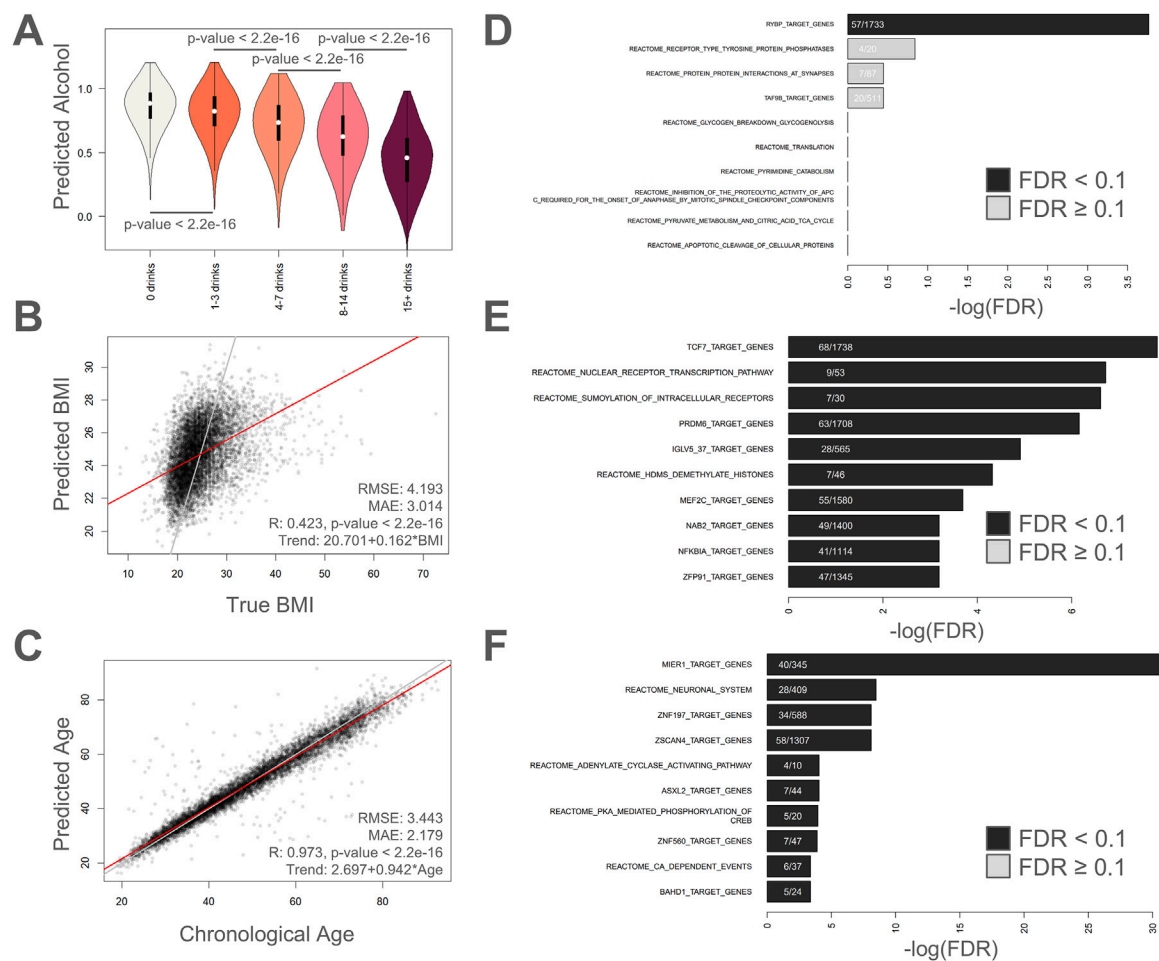 A
p-value < 2.2e-16
p-value < 2.2e-16
p-value < 2.2e-16
p-value < 2.2e-16
Predicted Alcohol
1.0
0.5
0.0
0 drinks
1-3 drinks
4-7 drinks
8-14 drinks
15+ drinks
B
Predicted BMI
30
28
26
24
22
20
RMSE: 4.193
MAE: 3.014
R: 0.423, p-value < 2.2e-16
Trend: 20.701+0.162*BMI
10 20 30 40 50 60 70
True BMI
C
Predicted Age
80
60
40
20
RMSE: 3.443
MAE: 2.179
R: 0.973, p-value < 2.2e-16
Trend: 2.697+0.942*Age
20 40 60 80
Chronological Age
D
RYBP_TARGET_GENES 57/1733
REACTOME_RECEPTOR_TYPE_TYROSINE_PROTEIN_PHOSPHATASES 4/20
REACTOME_PROTEIN_PROTEIN_INTERACTIONS_AT_SYNAPSES 7/87
TAF9B_TARGET_GENES 20/511
REACTOME_GLYCOGEN_BREAKDOWN_GLYCOGENOLYSIS
REACTOME_TRANSLATION
REACTOME_PYRIMIDINE_CATABOLISM
REACTOME_INHIBITION_OF_THE_PROTEOLYTIC_ACTIVITY_OF_APC
C_REQUIRED_FOR_THE_ONSET_OF_ANAPHASE_BY_MITOTIC_SPINDLE_CHECKPOINT_COMPONENTS
REACTOME_PYRUVATE_METABOLISM_AND_CITRIC_ACID_TCA_CYCLE
REACTOME_APOPTOTIC_CLEAVAGE_OF_CELLULAR_PROTEINS
FDR < 0.1
FDR ≥ 0.1
0.0 0.5 1.0 1.5 2.0 2.5 3.0 3.5
-log(FDR)
E
TCF7_TARGET_GENES 68/1738
REACTOME_NUCLEAR_RECEPTOR_TRANSCRIPTION_PATHWAY 9/53
REACTOME_SUMOYLATION_OF_INTRACELLULAR_RECEPTORS 7/30
PRDM6_TARGET_GENES 63/1708
IGLV5_37_TARGET_GENES 28/565
REACTOME_HDMS_DEMETHYLATE_HISTONES 7/46
MEF2C_TARGET_GENES 55/1580
NAB2_TARGET_GENES 49/1400
NFKBIA_TARGET_GENES 41/1114
ZFP91_TARGET_GENES 47/1345
FDR < 0.1
FDR ≥ 0.1
0 2 4 6
-log(FDR)
F
MIER1_TARGET_GENES 40/345
REACTOME_NEURONAL_SYSTEM 28/409
ZNF197_TARGET_GENES 34/588
ZSCAN4_TARGET_GENES 58/1307
REACTOME_ADENYLATE_CYCLASE_ACTIVATING_PATHWAY 4/10
ASXL2_TARGET_GENES 7/44
REACTOME_PKA_MEDIATED_PHOSPHORYLATION_OF
CREB 5/20
ZNF560_TARGET_GENES 7/47
REACTOME_CA_DEPENDENT_EVENTS 6/37
BAHD1_TARGET_GENES 5/24
FDR < 0.1
FDR ≥ 0.1
0 5 10 15 20 25 30
-log(FDR)